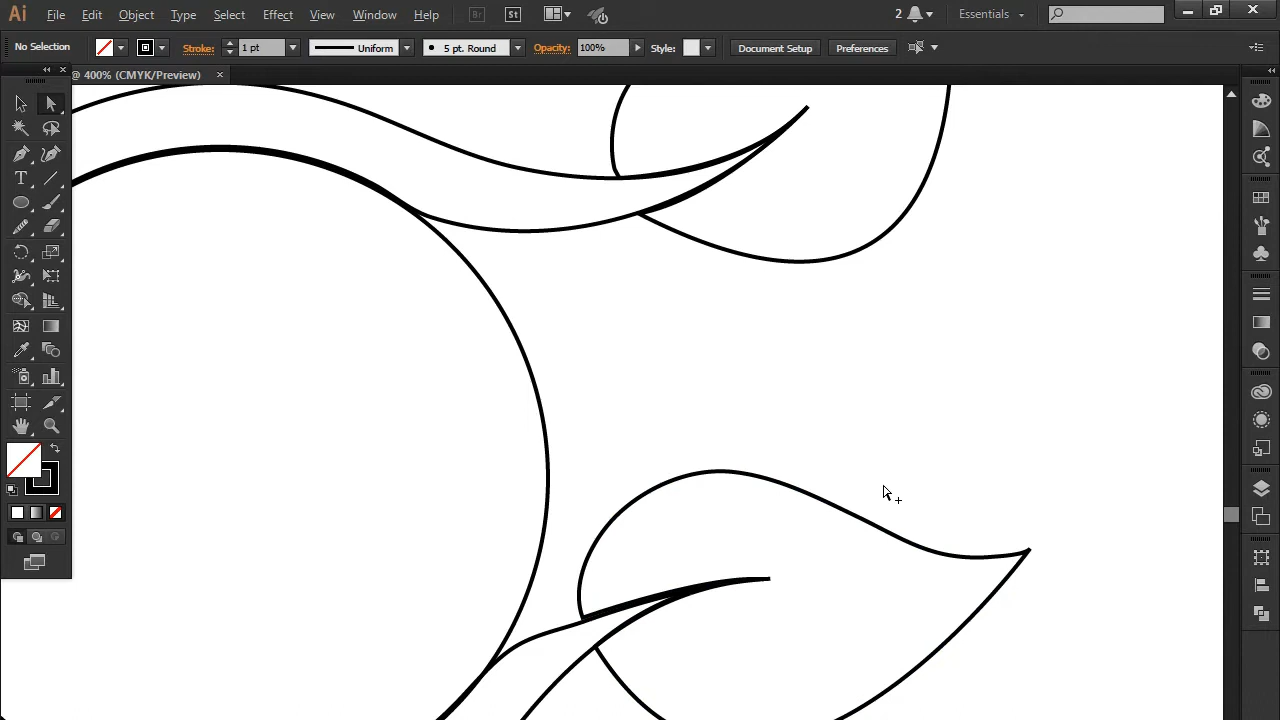 Ai File Edit Object Type Select Effect View Window Help Br St 2 Essentials
No Selection Stroke: 1 pt Uniform 5 pt. Round Opacity: 100% Style: Document Setup Preferences
@ 400% (CMYK/Preview)
T